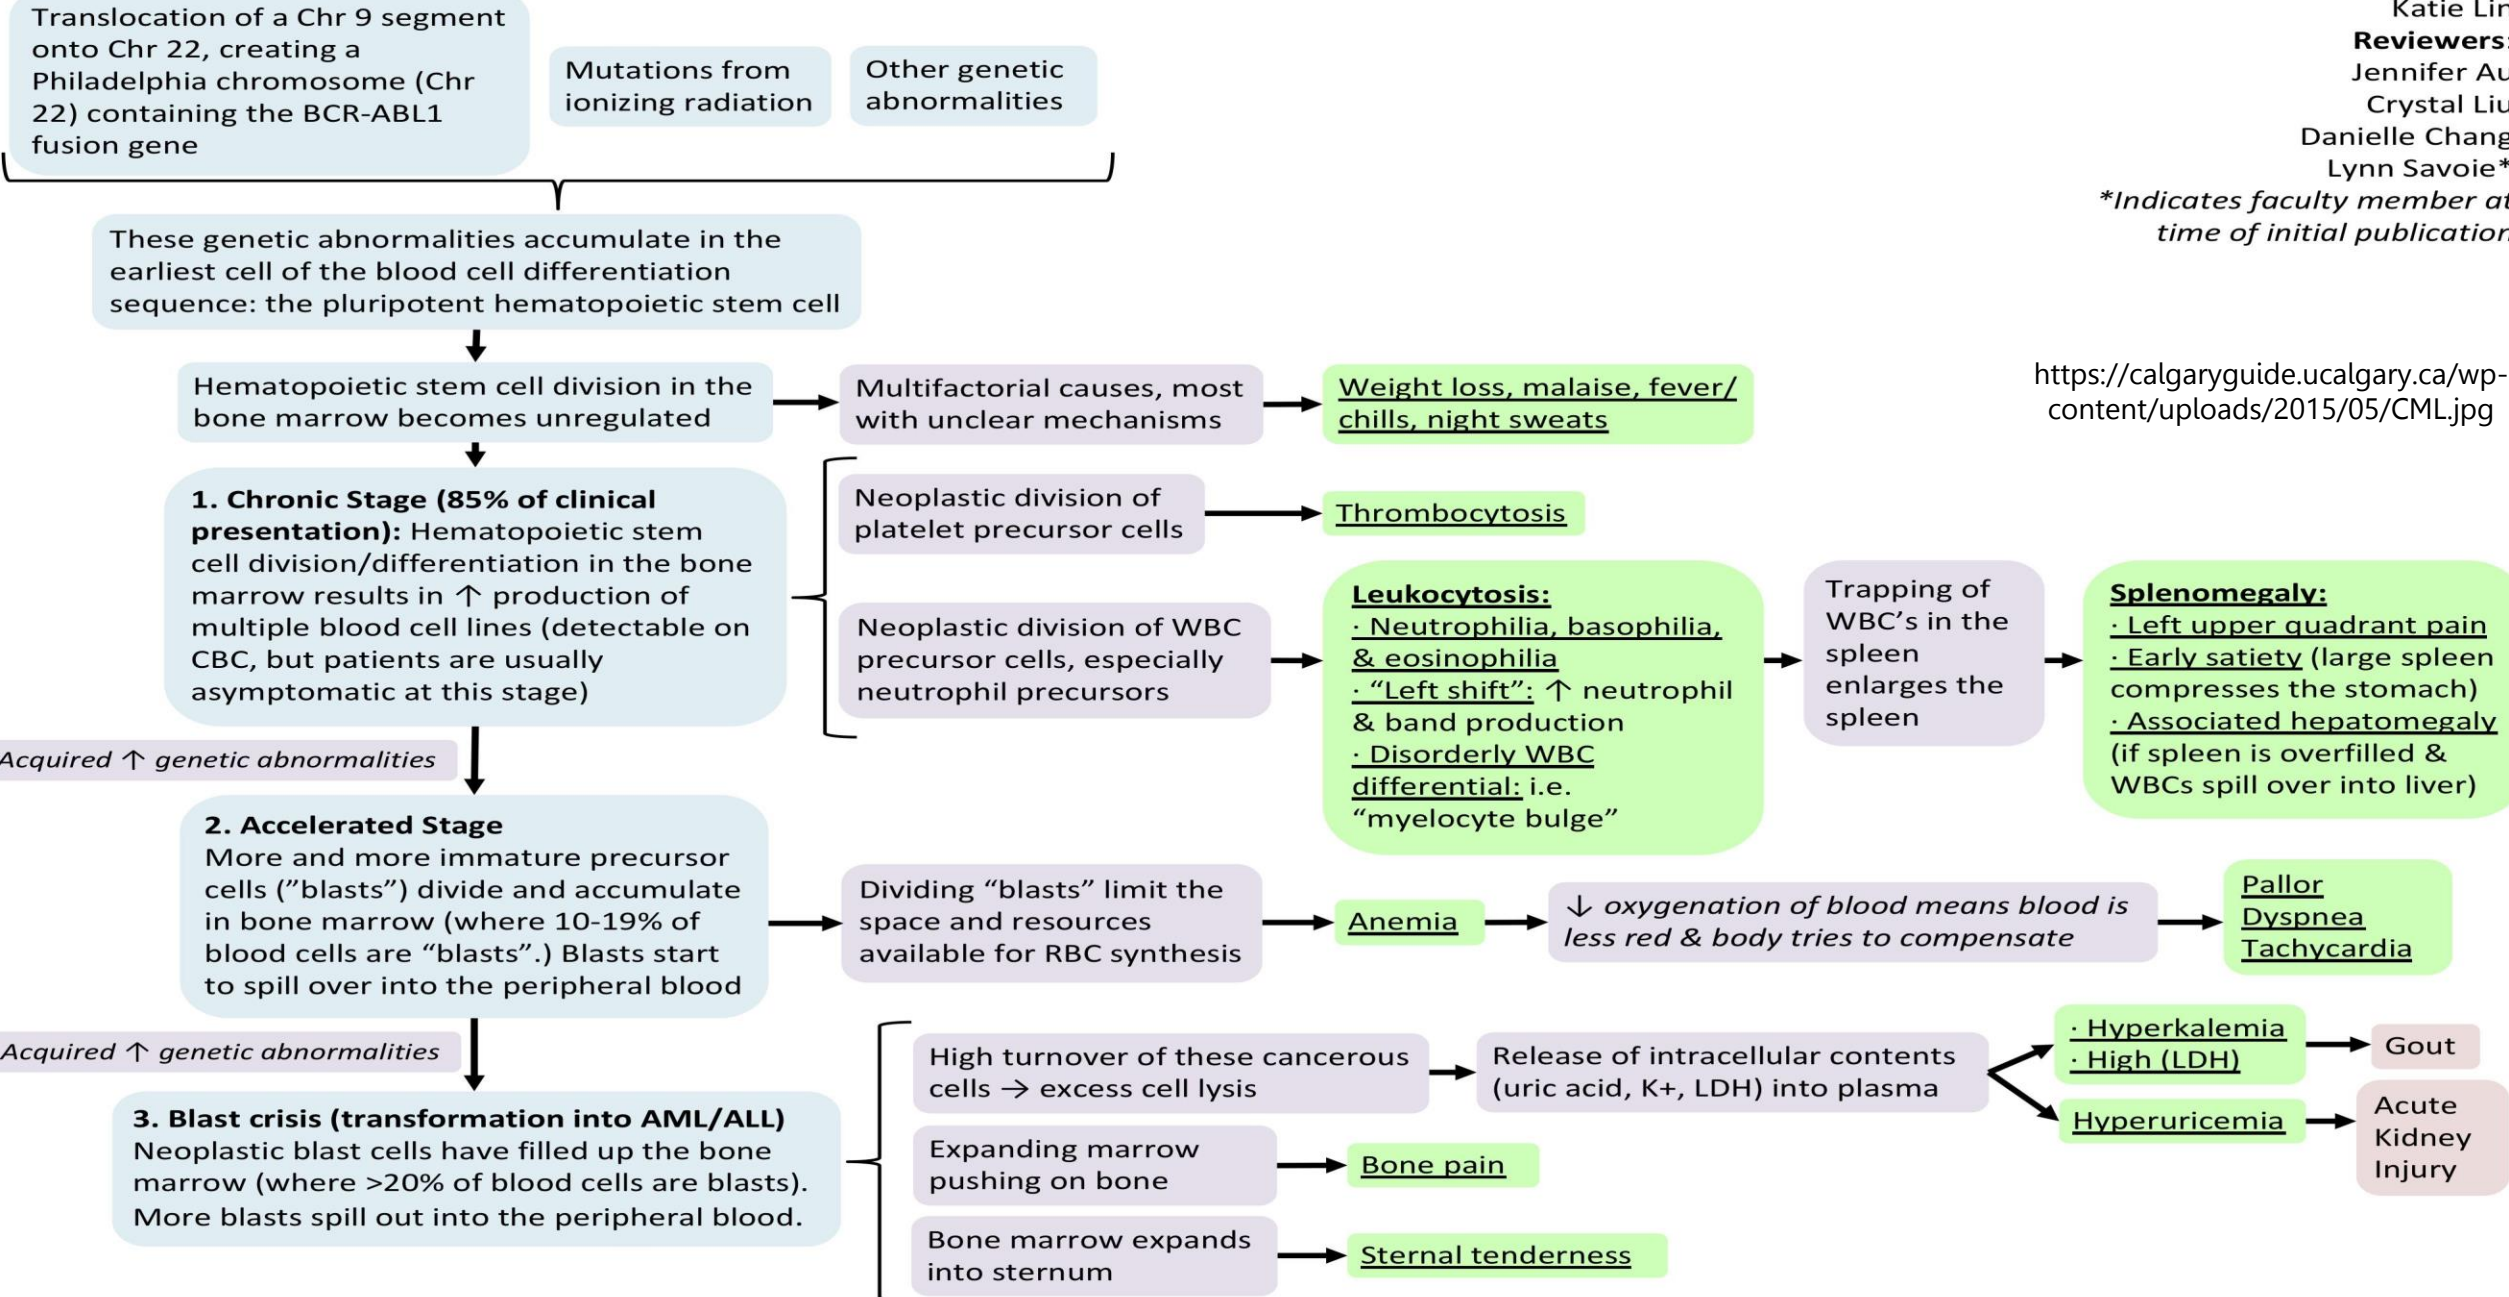 Translocation of a Chr 9 segment
onto Chr 22, creating a
Philadelphia chromosome (Chr
22) containing the BCR-ABL1
fusion gene
Mutations from
ionizing radiation
Other genetic
abnormalities
Katie Lin
Reviewers:
Jennifer Au
Crystal Liu
Danielle Chang
Lynn Savoie*
*Indicates faculty member at
time of initial publication
These genetic abnormalities accumulate in the
earliest cell of the blood cell differentiation
sequence: the pluripotent hematopoietic stem cell
Hematopoietic stem cell division in the
bone marrow becomes unregulated
Multifactorial causes, most
with unclear mechanisms
Weight loss, malaise, fever/
chills, night sweats
https://calgaryguide.ucalgary.ca/wp-
content/uploads/2015/05/CML.jpg
1. Chronic Stage (85% of clinical
presentation): Hematopoietic stem
cell division/differentiation in the bone
marrow results in ↑ production of
multiple blood cell lines (detectable on
CBC, but patients are usually
asymptomatic at this stage)
Neoplastic division of
platelet precursor cells
Thrombocytosis
Neoplastic division of WBC
precursor cells, especially
neutrophil precursors
Leukocytosis:
· Neutrophilia, basophilia,
& eosinophilia
· “Left shift”: ↑ neutrophil
& band production
· Disorderly WBC
differential: i.e.
“myelocyte bulge”
Trapping of
WBC’s in the
spleen
enlarges the
spleen
Splenomegaly:
· Left upper quadrant pain
· Early satiety (large spleen
compresses the stomach)
· Associated hepatomegaly
(if spleen is overfilled &
WBCs spill over into liver)
Acquired ↑ genetic abnormalities
2. Accelerated Stage
More and more immature precursor
cells (”blasts”) divide and accumulate
in bone marrow (where 10-19% of
blood cells are “blasts”.) Blasts start
to spill over into the peripheral blood
Dividing “blasts” limit the
space and resources
available for RBC synthesis
Anemia
↓ oxygenation of blood means blood is
less red & body tries to compensate
Pallor
Dyspnea
Tachycardia
Acquired ↑ genetic abnormalities
3. Blast crisis (transformation into AML/ALL)
Neoplastic blast cells have filled up the bone
marrow (where >20% of blood cells are blasts).
More blasts spill out into the peripheral blood.
High turnover of these cancerous
cells → excess cell lysis
Release of intracellular contents
(uric acid, K+, LDH) into plasma
· Hyperkalemia
· High (LDH)
Gout
Hyperuricemia
Acute
Kidney
Injury
Expanding marrow
pushing on bone
Bone pain
Bone marrow expands
into sternum
Sternal tenderness